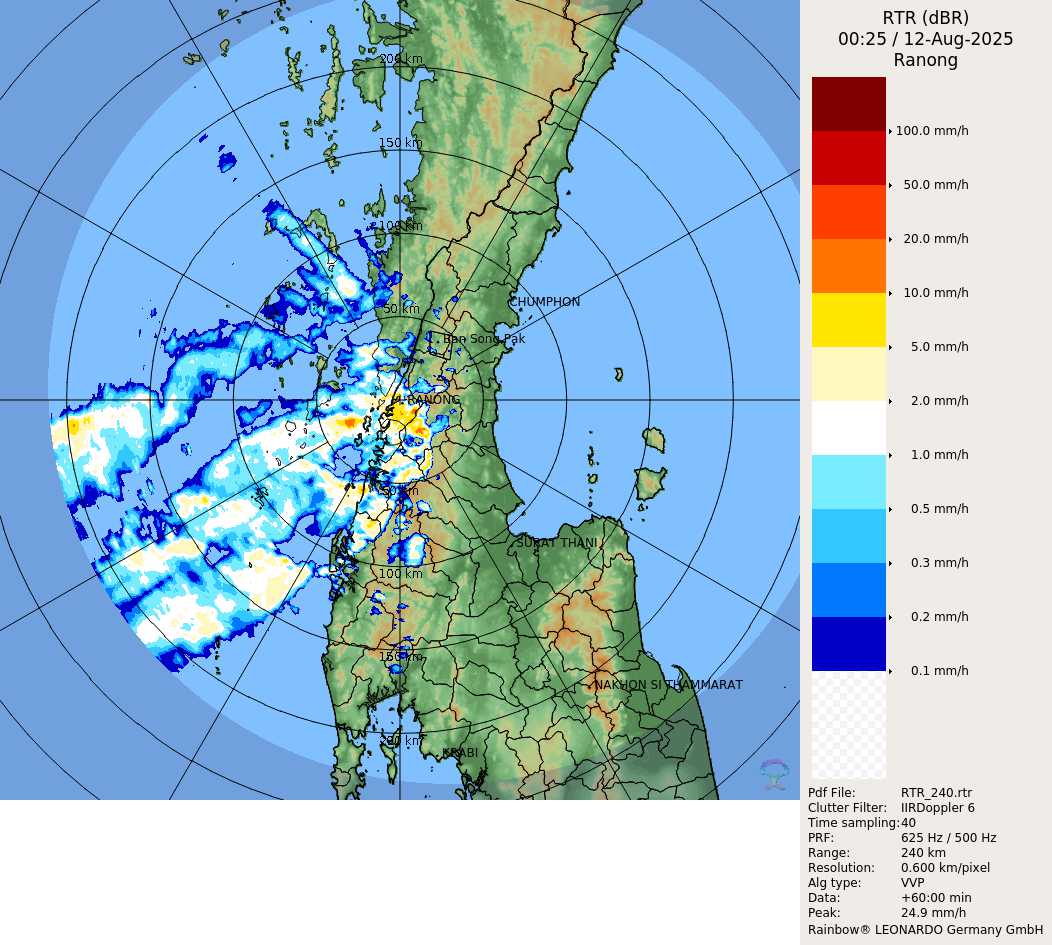 RTR (dBR)
00:25 / 12-Aug-2025
Ranong
100.0 mm/h
50.0 mm/h
20.0 mm/h
10.0 mm/h
5.0 mm/h
2.0 mm/h
1.0 mm/h
0.5 mm/h
0.3 mm/h
0.2 mm/h
0.1 mm/h
200 km
150 km
100 km
50 km
CHUMPHON
Ban Song Pak
RANONG
50 km
SURAT THANI
100 km
150 km
NAKHON SI THAMMARAT
200 km
KRABI
Pdf File: RTR_240.rtr
Clutter Filter: IIRDoppler 6
Time sampling: 40
PRF: 625 Hz / 500 Hz
Range: 240 km
Resolution: 0.600 km/pixel
Alg type: VVP
Data: +60:00 min
Peak: 24.9 mm/h
Rainbow® LEONARDO Germany GmbH